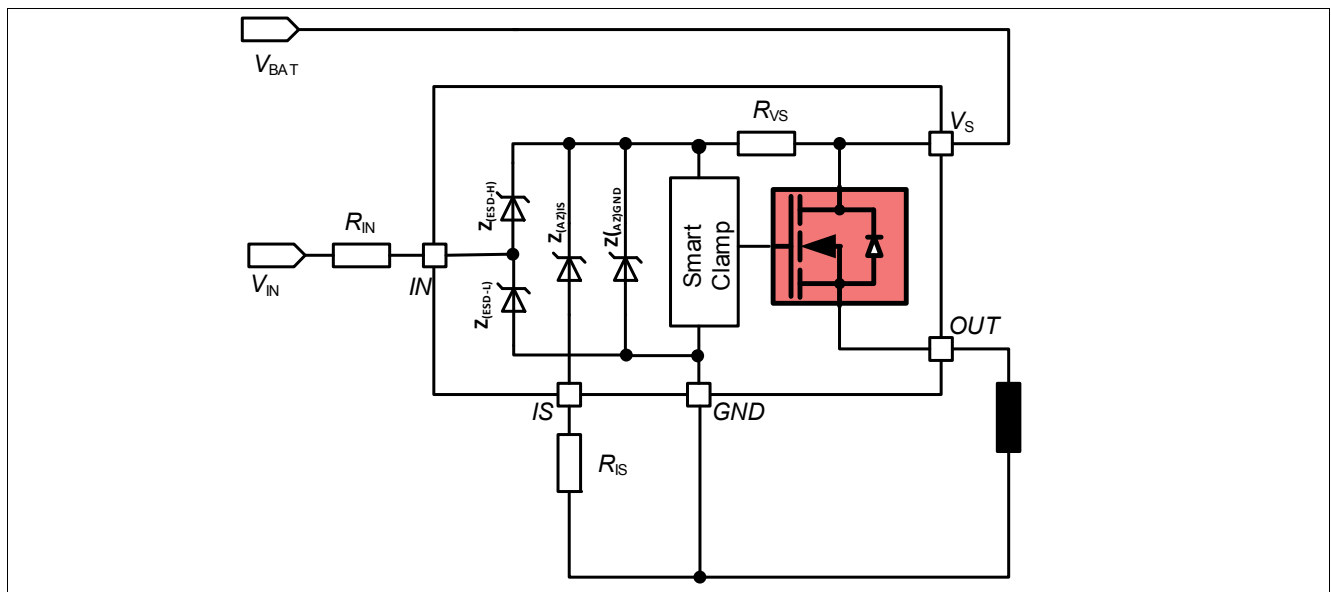 VBAT
RVS
VS
Z(ESD-H)
Z(AZ)IS
Z(AZ)GND
Smart
Clamp
RIN
VIN
IN
Z(ESD-L)
OUT
IS
GND
RIS